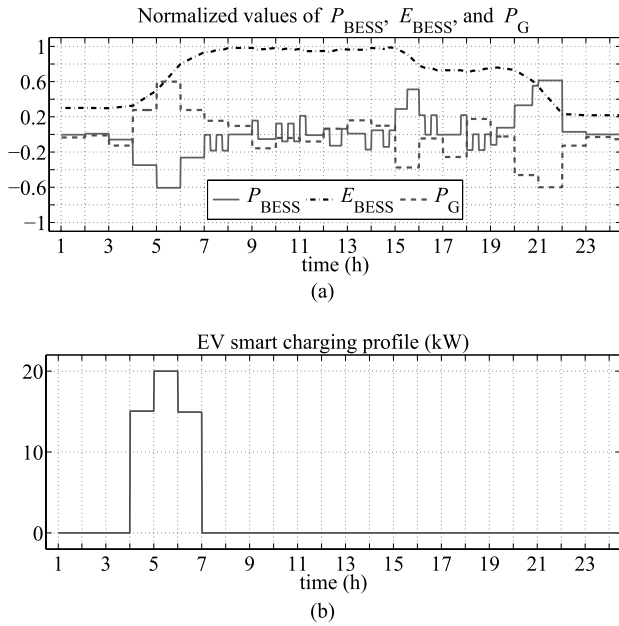 Normalized values of P_BESS, E_BESS, and P_G
1
0.6
0.2
−0.2
−0.6
−1
P_BESS E_BESS P_G
1 3 5 7 9 11 13 15 17 19 21 23
time (h)
(a)
EV smart charging profile (kW)
20
10
0
1 3 5 7 9 11 13 15 17 19 21 23
time (h)
(b)